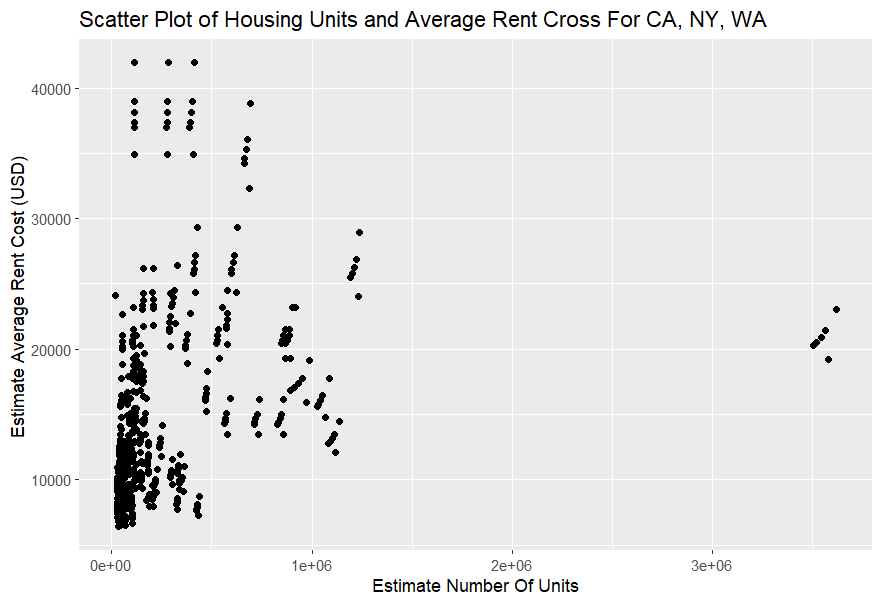 Scatter Plot of Housing Units and Average Rent Cross For CA, NY, WA
Estimate Average Rent Cost (USD)
40000
30000
20000
10000
0e+00 1e+06 2e+06 3e+06
Estimate Number Of Units